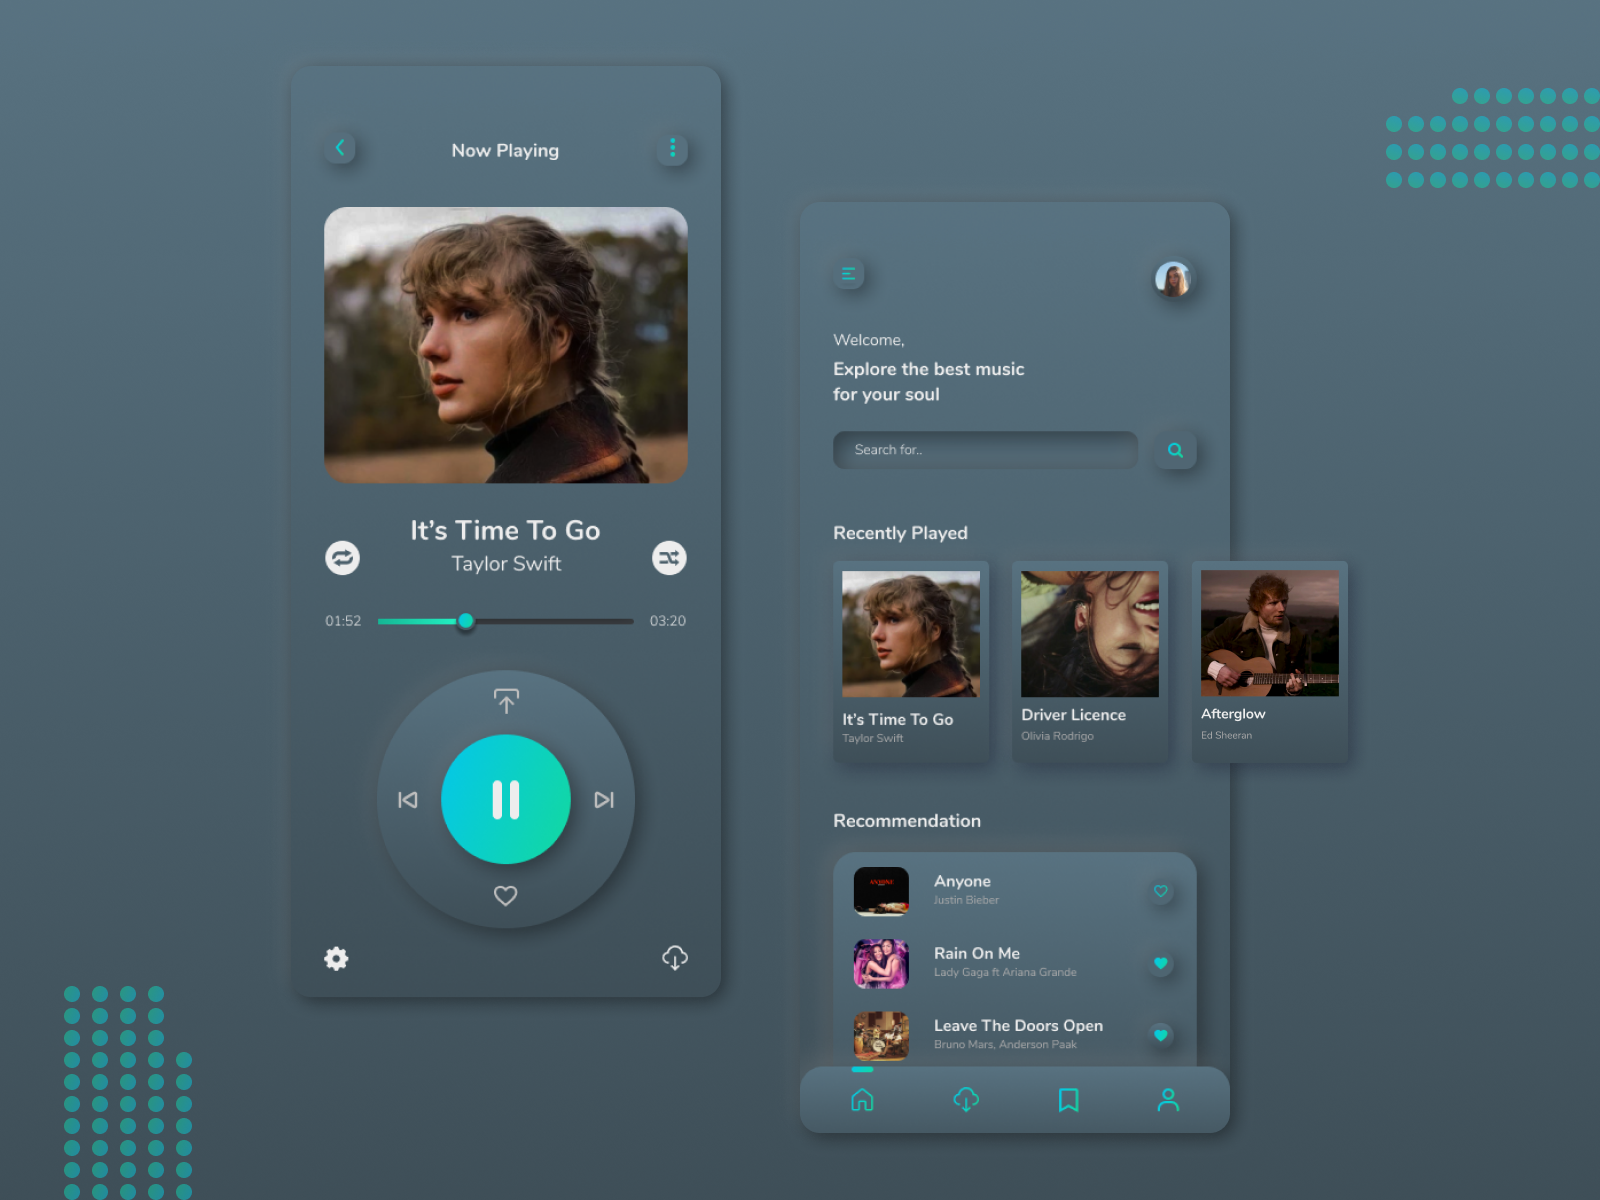 Now Playing
It's Time To Go
Taylor Swift
01:52
03:20
Welcome,
Explore the best music
for your soul
Search for..
Recently Played
It's Time To Go
Taylor Swift
Driver Licence
Olivia Rodrigo
Afterglow
Ed Sheeran
Recommendation
ANYONE
Anyone
Justin Bieber
Rain On Me
Lady Gaga ft Ariana Grande
Leave The Doors Open
Bruno Mars, Anderson Paak